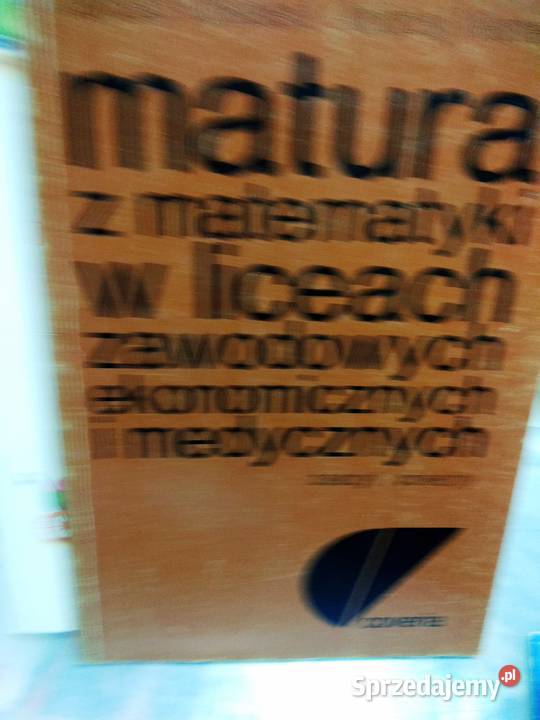 matura
z matematyki
w liceach
zawodowych
ekonomicznych
i medycznych
Sprzedajemy.pl